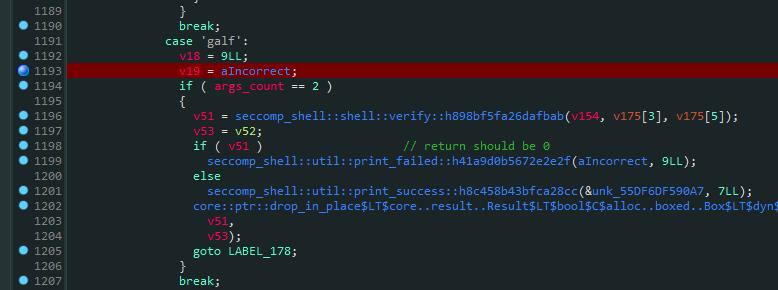 1189 }
1190 break;
1191 case 'galf':
1192 v18 = 9LL;
1193 v19 = aIncorrect;
1194 if ( args_count == 2 )
1195 {
1196 v51 = seccomp_shell::shell::verify::h898bf5fa26dafbab(v154, v175[3], v175[5]);
1197 v53 = v52;
1198 if ( v51 ) // return should be 0
1199 seccomp_shell::util::print_failed::h41a9d0b5672e2e2f(aIncorrect, 9LL);
1200 else
1201 seccomp_shell::util::print_success::h8c458b43bfca28cc(&unk_55DF6DF590A7, 7LL);
1202 core::ptr::drop_in_place$LT$core..result..Result$LT$bool$C$alloc..boxed..Box$LT$dyn$
1203 v51,
1204 v53);
1205 goto LABEL_178;
1206 }
1207 break;